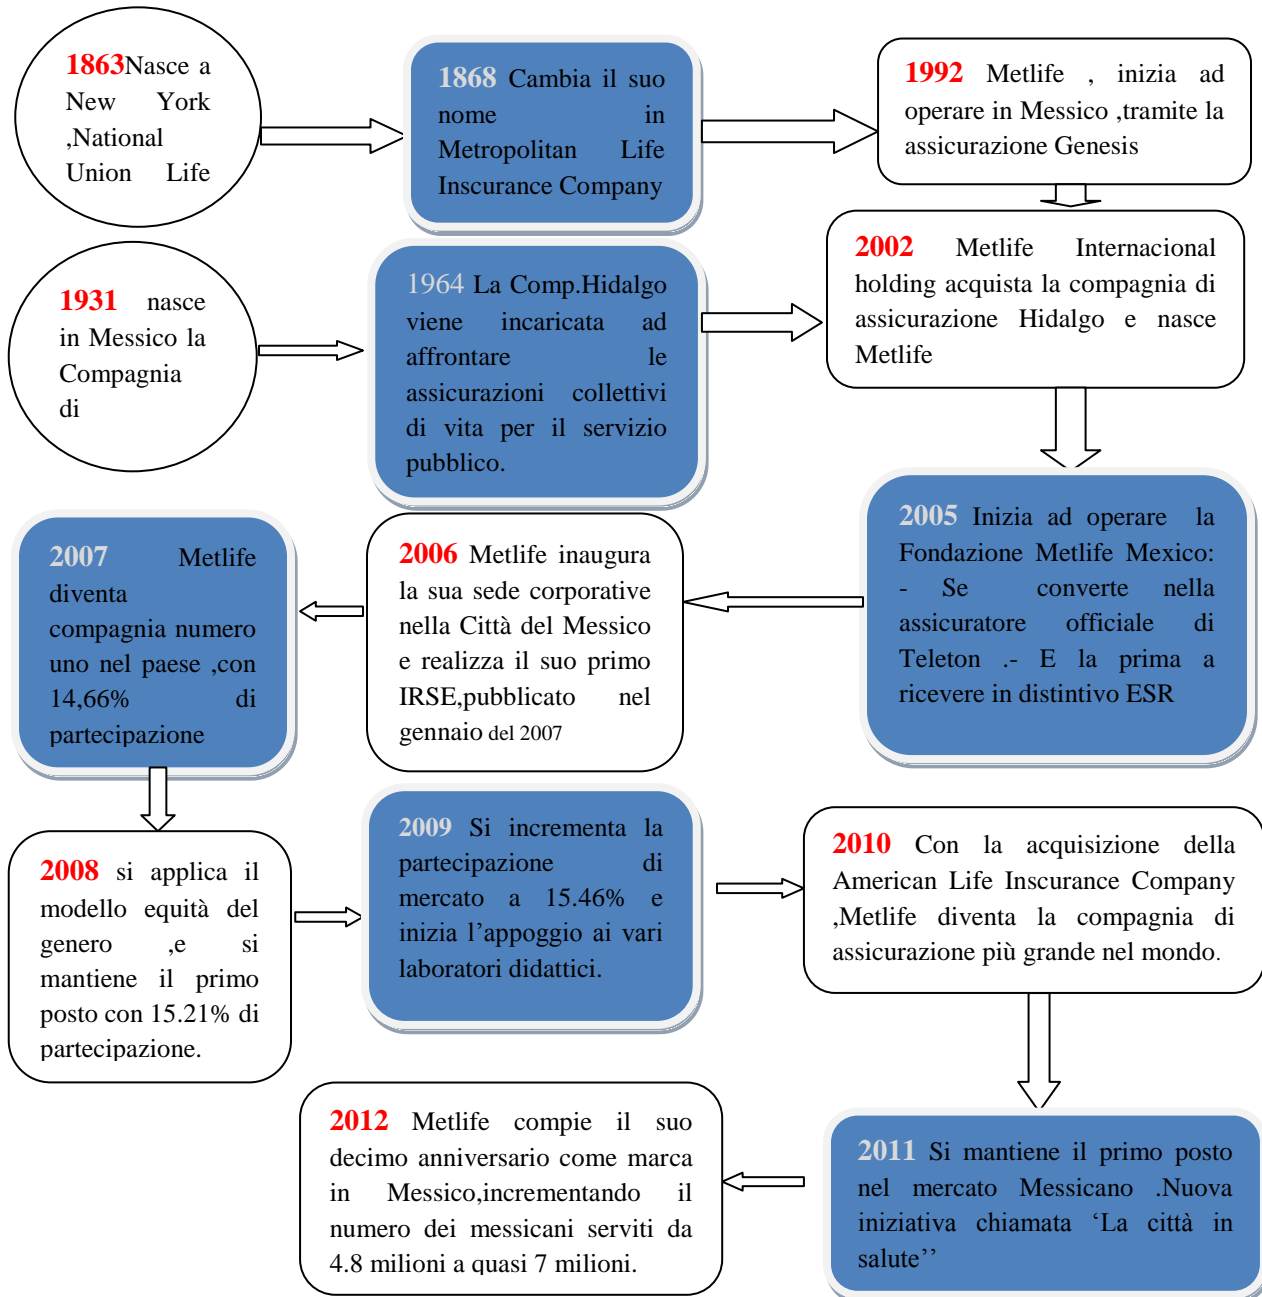 1863Nasce a
New York
,National
Union Life
1868 Cambia il suo
nome in
Metropolitan Life
Inscurance Company
1992 Metlife , inizia ad
operare in Messico ,tramite la
assicurazione Genesis
1931 nasce
in Messico la
Compagnia
di
1964 La Comp.Hidalgo
viene incaricata ad
affrontare le
assicurazioni collettivi
di vita per il servizio
pubblico.
2002 Metlife Internacional
holding acquista la compagnia di
assicurazione Hidalgo e nasce
Metlife
2005 Inizia ad operare la
Fondazione Metlife Mexico:
- Se converte nella
assicuratore officiale di
Teleton .- E la prima a
ricevere in distintivo ESR
2006 Metlife inaugura
la sua sede corporative
nella Città del Messico
e realizza il suo primo
IRSE,pubblicato nel
gennaio del 2007
2007 Metlife
diventa
compagnia numero
uno nel paese ,con
14,66% di
partecipazione
2008 si applica il
modello equità del
genero ,e si
mantiene il primo
posto con 15.21% di
partecipazione.
2009 Si incrementa la
partecipazione di
mercato a 15.46% e
inizia l’appoggio ai vari
laboratori didattici.
2010 Con la acquisizione della
American Life Inscurance Company
,Metlife diventa la compagnia di
assicurazione più grande nel mondo.
2011 Si mantiene il primo posto
nel mercato Messicano .Nuova
iniziativa chiamata ‘La città in
salute’’
2012 Metlife compie il suo
decimo anniversario come marca
in Messico,incrementando il
numero dei messicani serviti da
4.8 milioni a quasi 7 milioni.